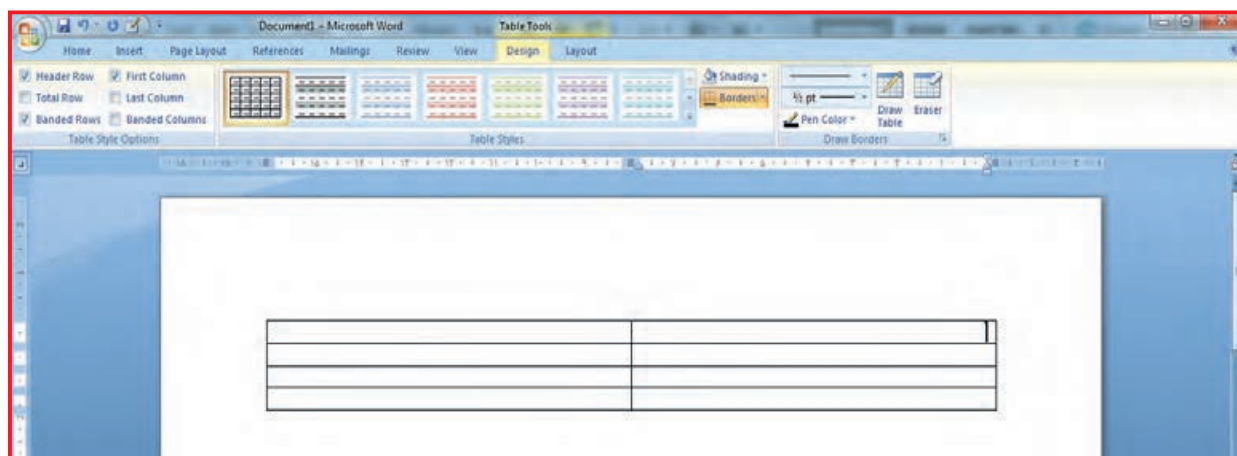 Document1 - Microsoft Word
Table Tools
Home Insert Page Layout References Mailings Review View Design Layout
Header Row First Column
Total Row Last Column
Banded Rows Banded Columns
Table Style Options
Table Styles
Shading
Borders
½ pt
Pen Color
Draw Table
Eraser
Draw Borders